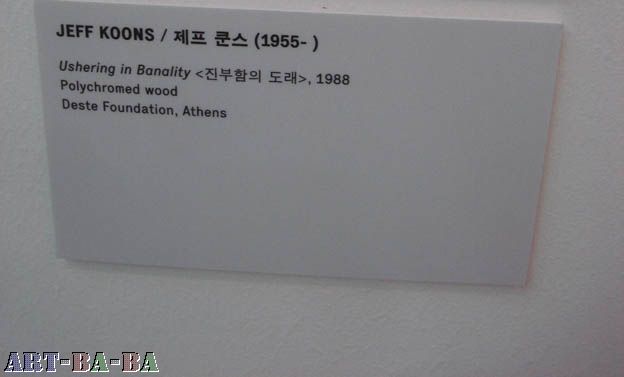 JEFF KOONS / 제프 쿤스 (1955- )
Ushering in Banality <진부함의 도래>, 1988
Polychromed wood
Deste Foundation, Athens
ART-BA-BA